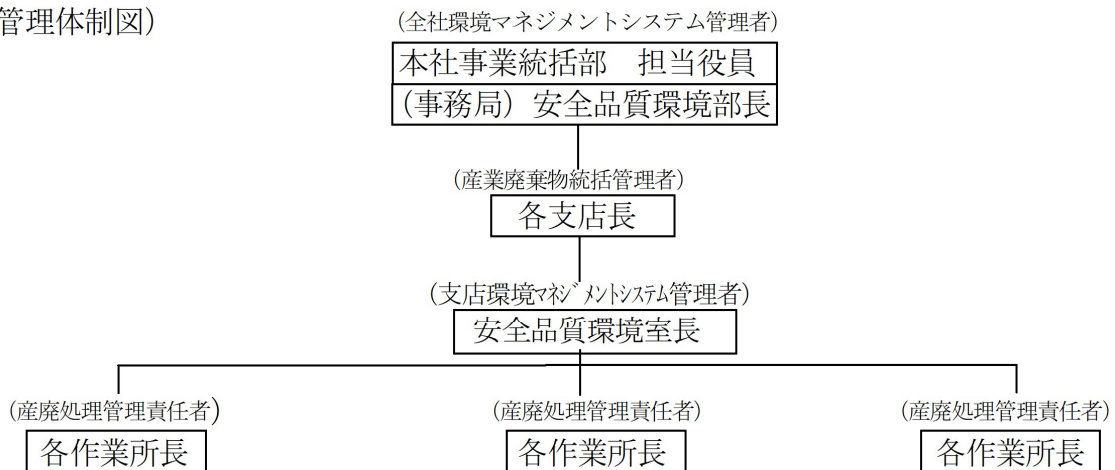 管理体制図）
（全社環境マネジメントシステム管理者）
本社事業統括部　担当役員
（事務局）安全品質環境部長
（産業廃棄物統括管理者）
各支店長
（支店環境ﾏﾈｼﾞﾒﾝﾄｼｽﾃﾑ管理者）
安全品質環境室長
（産廃処理管理責任者）　（産廃処理管理責任者）　（産廃処理管理責任者）
各作業所長　各作業所長　各作業所長